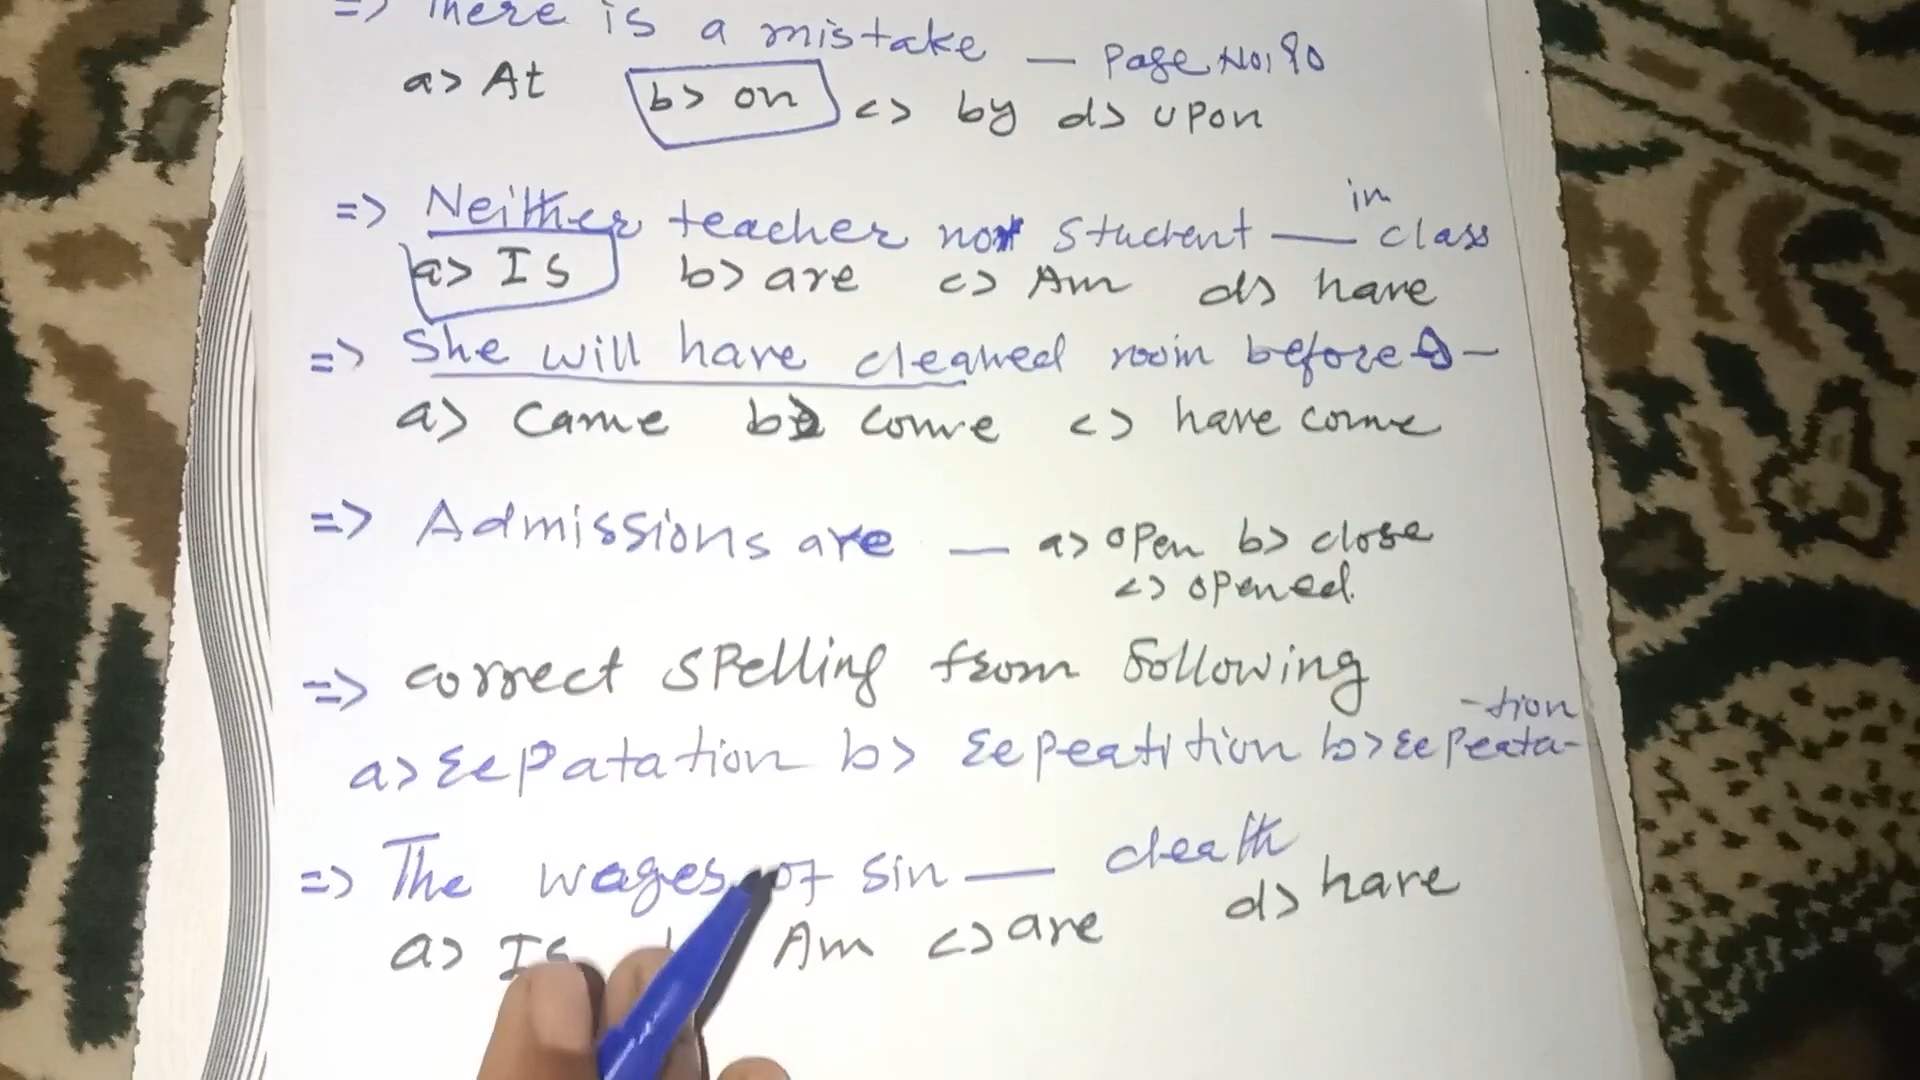 => There is a mistake — Page No, 90
a> At b> on c> by d> upon
=> Neither teacher nor student — in class
a> Is b> are c> Am d> have
=> She will have cleaned room before —
a> came b> come c> have come
=> Admissions are — a> open b> close
c> opened.
=> correct spelling from following
a> repatation b> repeatition b> repeata-
-tion
=> The wages of sin — death
a> Is Am c> are d> have